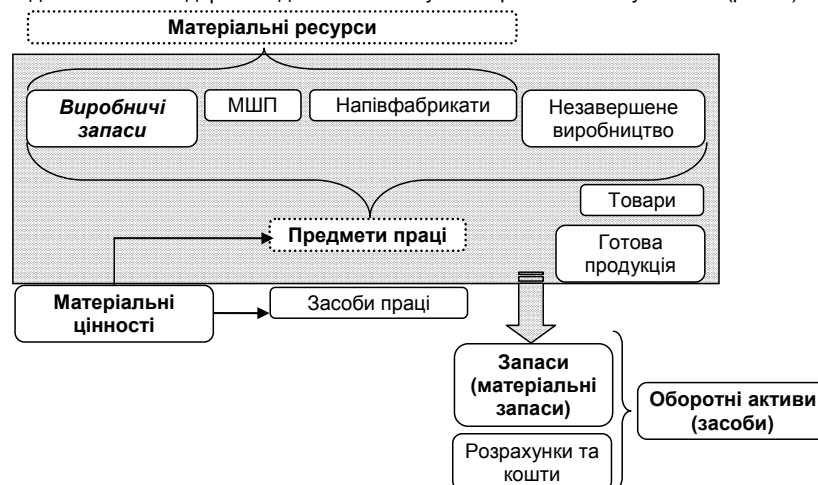 Матеріальні ресурси
Виробничі
запаси
МШП
Напівфабрикати
Незавершене
виробництво
Товари
Предмети праці
Готова
продукція
Матеріальні
цінності
Засоби праці
Запаси
(матеріальні
запаси)
Оборотні активи
(засоби)
Розрахунки та
кошти